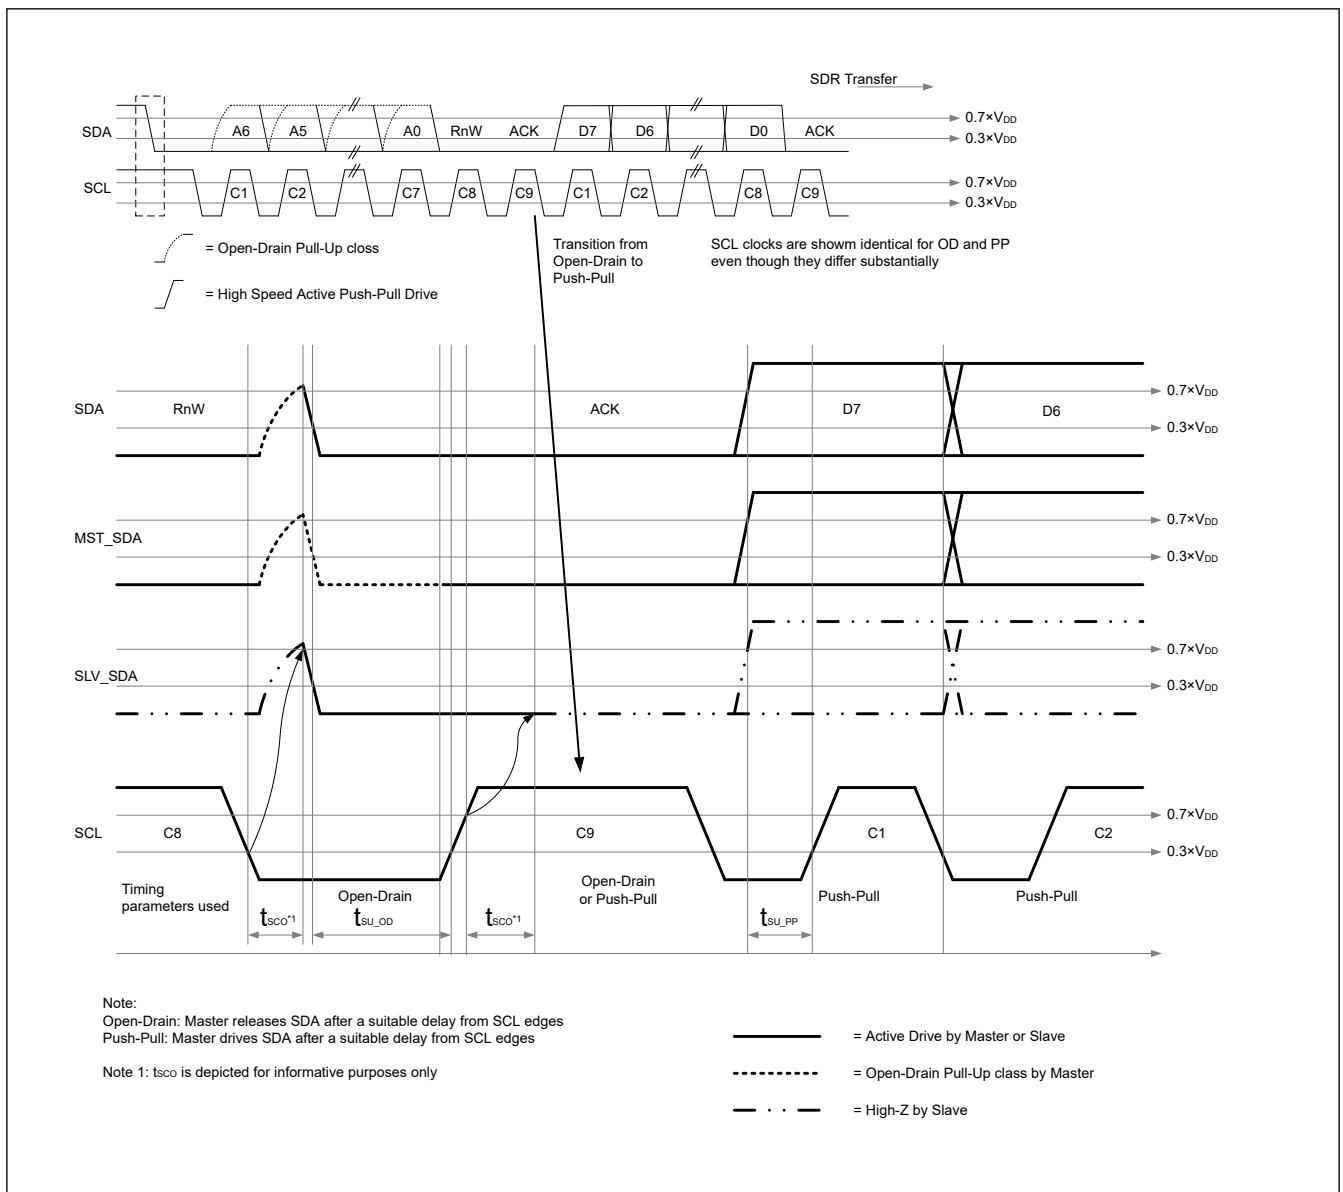 SDR Transfer
SDA A6 A5 A0 RnW ACK D7 D6 D0 ACK
0.7×VDD
0.3×VDD
SCL C1 C2 C7 C8 C9 C1 C2 C8 C9
0.7×VDD
0.3×VDD
= Open-Drain Pull-Up closs
= High Speed Active Push-Pull Drive
Transition from
Open-Drain to
Push-Pull
SCL clocks are showm identical for OD and PP
even though they differ substantially
SDA RnW ACK D7 D6
0.7×VDD
0.3×VDD
MST_SDA
0.7×VDD
0.3×VDD
SLV_SDA
0.7×VDD
0.3×VDD
SCL C8 C9 C1 C2
0.7×VDD
0.3×VDD
Timing
parameters used
Open-Drain
Open-Drain
or Push-Pull
Push-Pull
Push-Pull
tSCO*1 tSU_OD tSCO*1 tSU_PP
Note:
Open-Drain: Master releases SDA after a suitable delay from SCL edges
Push-Pull: Master drives SDA after a suitable delay from SCL edges
Note 1: tSCO is depicted for informative purposes only
= Active Drive by Master or Slave
= Open-Drain Pull-Up class by Master
= High-Z by Slave